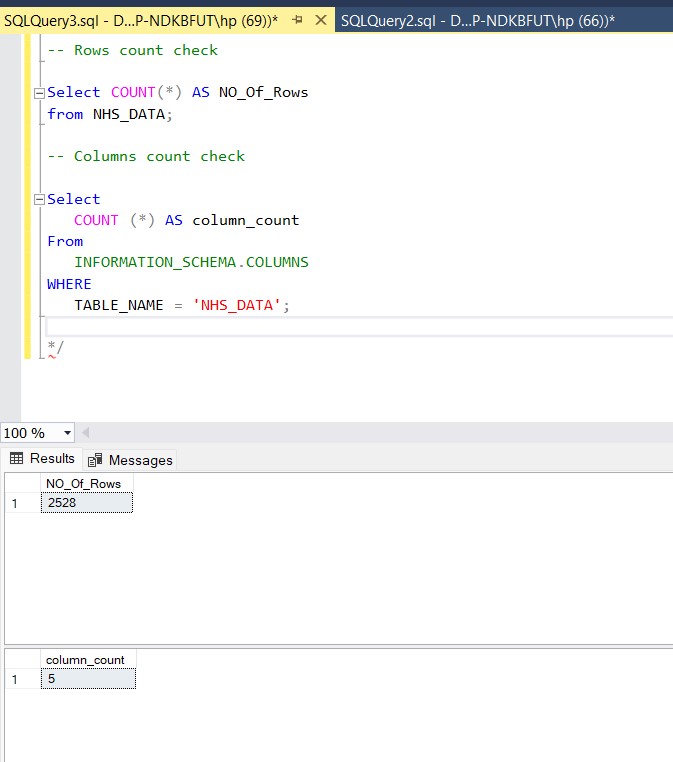 SQLQuery3.sql - D...P-NDKBFUT\hp (69))* SQLQuery2.sql - D...P-NDKBFUT\hp (66))*
-- Rows count check
Select COUNT(*) AS NO_Of_Rows
from NHS_DATA;
-- Columns count check
Select
COUNT (*) AS column_count
From
INFORMATION_SCHEMA.COLUMNS
WHERE
TABLE_NAME = 'NHS_DATA';
*/
100 %
Results Messages
NO_Of_Rows
1 2528
column_count
1 5